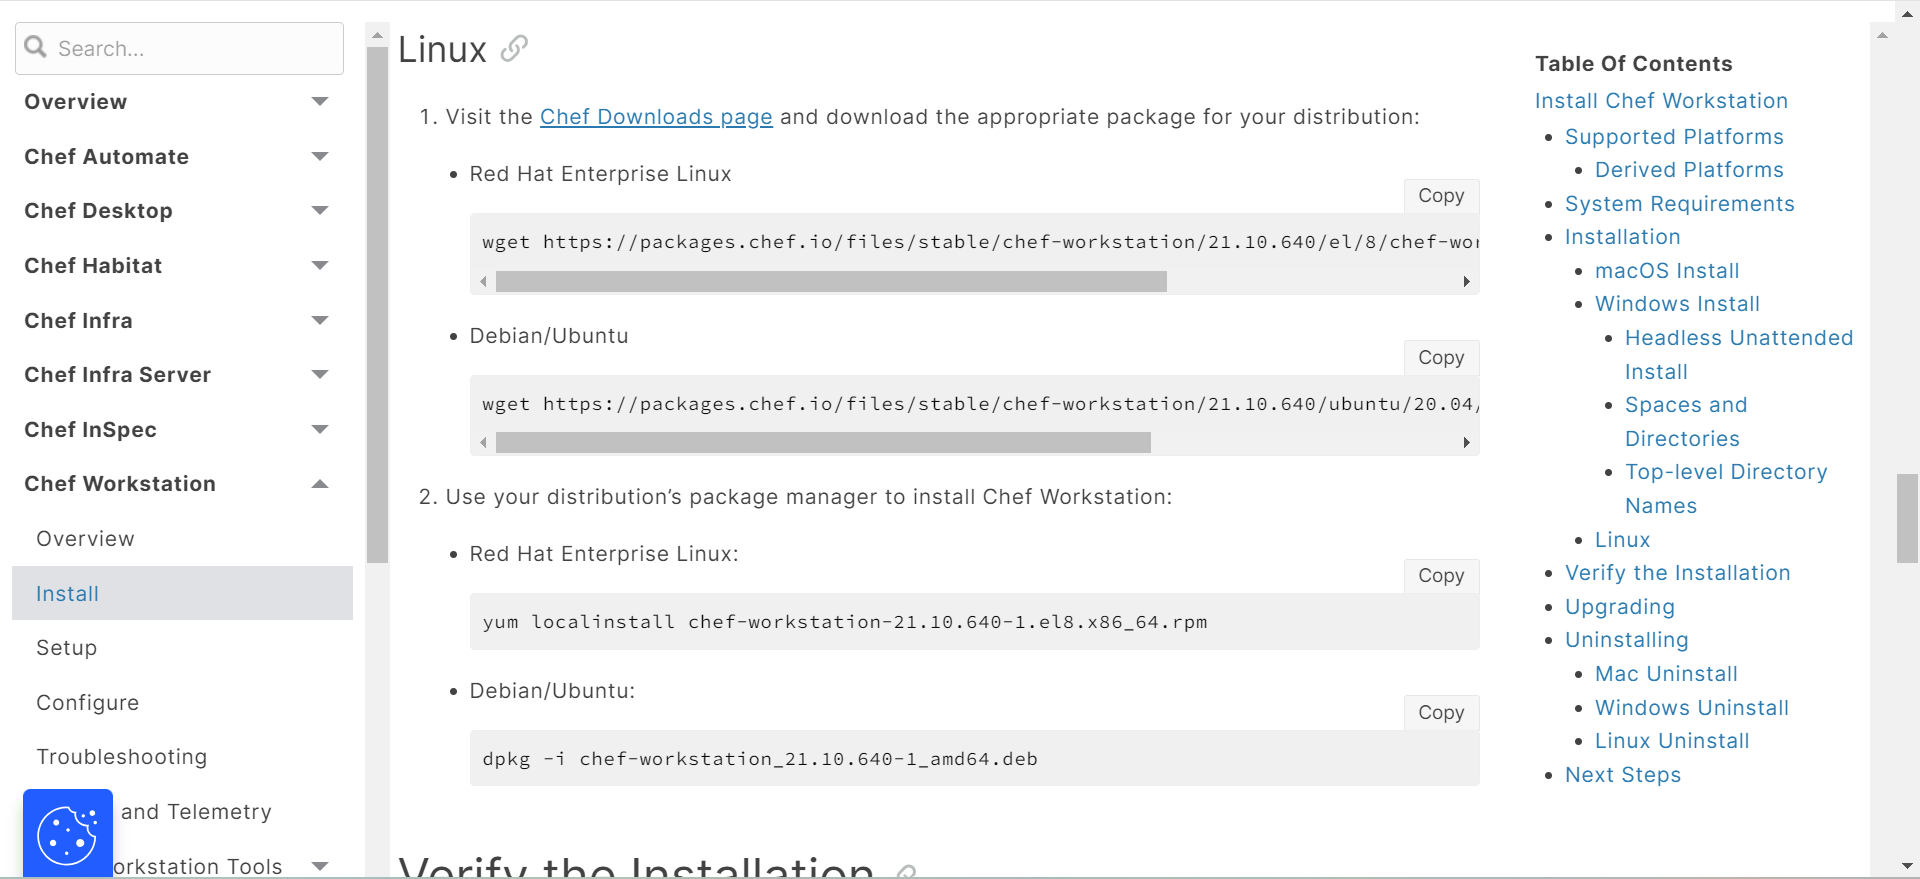 Search...
Overview
Chef Automate
Chef Desktop
Chef Habitat
Chef Infra
Chef Infra Server
Chef InSpec
Chef Workstation
Overview
Install
Setup
Configure
Troubleshooting
and Telemetry
orkstation Tools
Linux
1. Visit the Chef Downloads page and download the appropriate package for your distribution:
• Red Hat Enterprise Linux
Copy
wget https://packages.chef.io/files/stable/chef-workstation/21.10.640/el/8/chef-wor
• Debian/Ubuntu
Copy
wget https://packages.chef.io/files/stable/chef-workstation/21.10.640/ubuntu/20.04/
2. Use your distribution’s package manager to install Chef Workstation:
• Red Hat Enterprise Linux:
Copy
yum localinstall chef-workstation-21.10.640-1.el8.x86_64.rpm
• Debian/Ubuntu:
Copy
dpkg -i chef-workstation_21.10.640-1_amd64.deb
Verify the Installation
Table Of Contents
Install Chef Workstation
• Supported Platforms
• Derived Platforms
• System Requirements
• Installation
• macOS Install
• Windows Install
• Headless Unattended
Install
• Spaces and
Directories
• Top-level Directory
Names
• Linux
• Verify the Installation
• Upgrading
• Uninstalling
• Mac Uninstall
• Windows Uninstall
• Linux Uninstall
• Next Steps